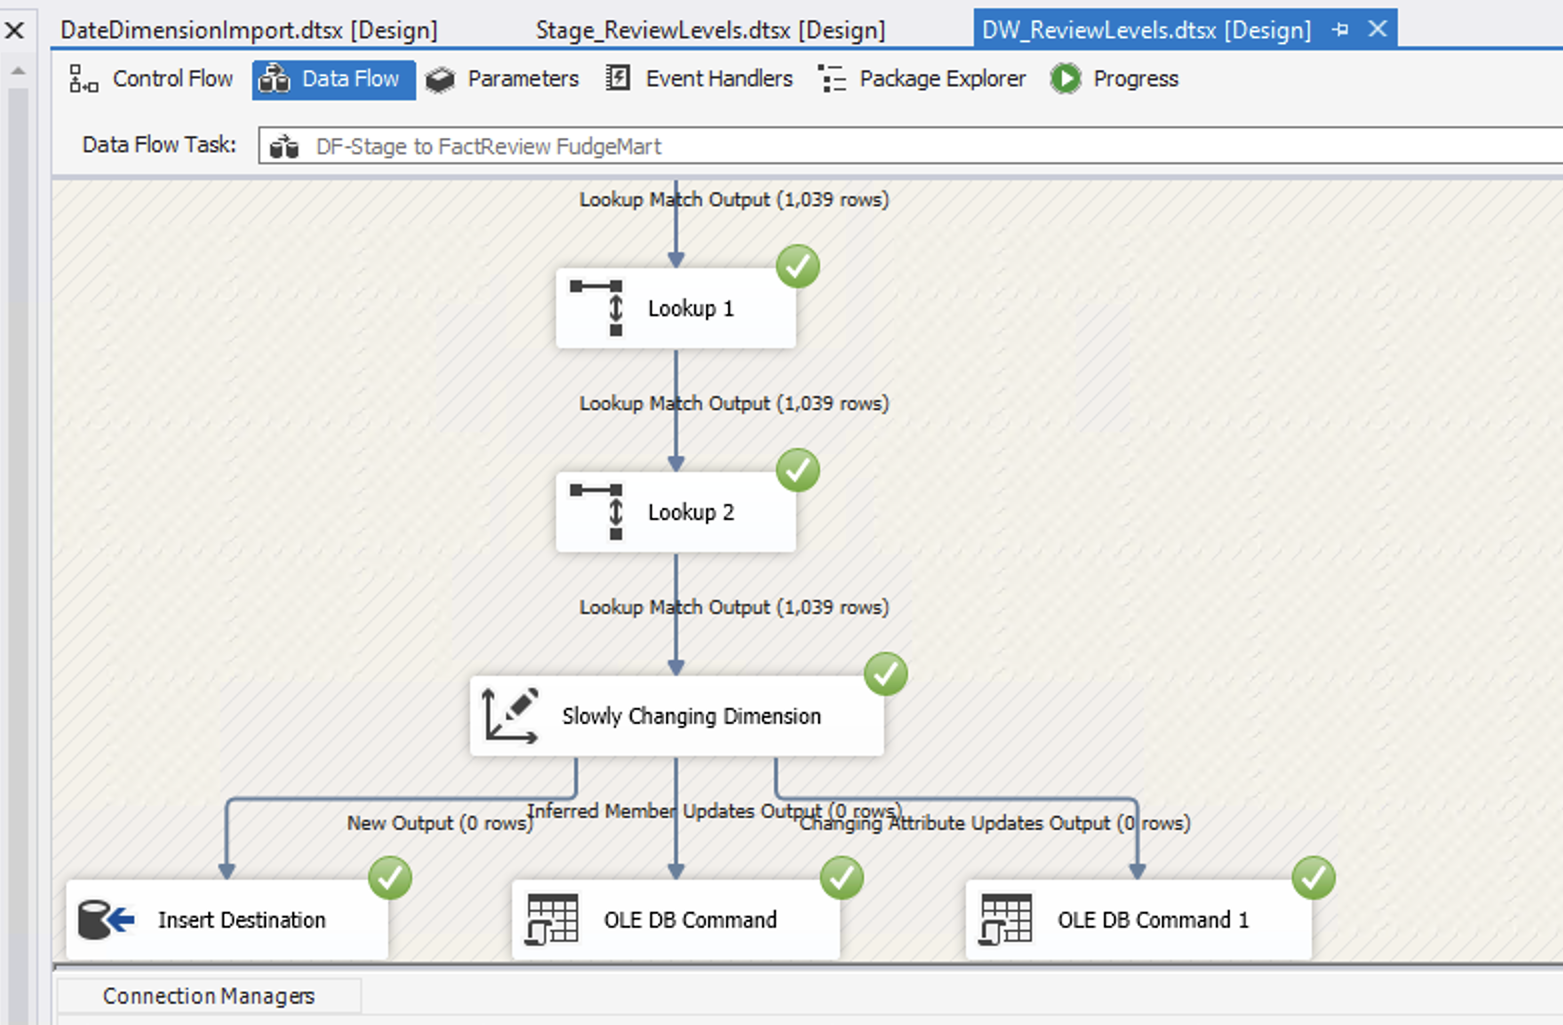 DateDimensionImport.dtsx [Design] Stage_ReviewLevels.dtsx [Design] DW_ReviewLevels.dtsx [Design]
Control Flow Data Flow Parameters Event Handlers Package Explorer Progress
Data Flow Task: DF-Stage to FactReview FudgeMart
Lookup Match Output (1,039 rows)
Lookup 1
Lookup Match Output (1,039 rows)
Lookup 2
Lookup Match Output (1,039 rows)
Slowly Changing Dimension
Inferred Member Updates Output (0 rows)
New Output (0 rows) Changing Attribute Updates Output (0 rows)
Insert Destination OLE DB Command OLE DB Command 1
Connection Managers